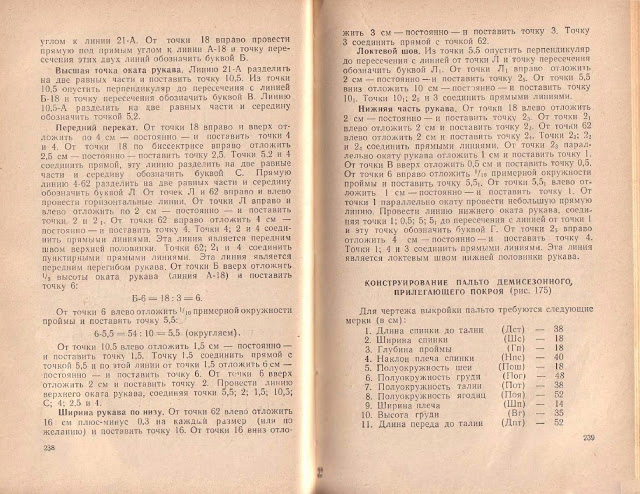 углом к линии 21-А. От точки 18 вправо провести
прямую под прямым углом к линии А-18 и точку пере-
сечения этих двух линий обозначить буквой Б.
Высшая точка оката рукава. Линию 21-А разделить
на две равные части и поставить точку 10,5. Из точки
10,5 опустить перпендикуляр до пересечения с линией
Б-18 и точку пересечения обозначить буквой В. Линию
10,5-А разделить на две равные части и середину
обозначить точкой 5,2.
Передний перекат. От точки 18 вправо и вверх от-
ложить по 4 см — постоянно — и поставить точки 4
и 4. От точки 18 по биссектрисе вправо отложить
2,5 см — постоянно — поставить точку 2,5. Точки 5,2 и 4
соединить прямой, эту линию разделить на две равные
части и середину обозначить буквой С. Прямую
линию 4-62 разделить на две равные части и середину
обозначить буквой Л. От точек Л и 62 вправо и влево
провести горизонтальные линии. От точки Л вправо и
влево отложить по 2 см — постоянно — и поставить
точки 2 и 2₁. От точки 62 вправо отложить 4 см —
постоянно — и поставить точку 4. Точки 4; 2 и 4 соеди-
нить прямыми линиями. Эта линия является передним
швом верхней половинки. Точки 62; 2₁ и 4 соединить
пунктирными прямыми линиями. Эта линия является
передним перегибом рукава. От точки Б вверх отложить
¹/₃ высоты оката рукава (линия А-18) и поставить
точку 6:
Б-6 = 18 : 3 = 6.
От точки 6 влево отложить ¹/₁₀ примерной окружности
проймы и поставить точку 5,5:
6-5,5 = 54 : 10 = 5,5 (округляем).
От точки 10,5 влево отложить 1,5 см — постоянно —
и поставить точку 1,5. Точку 1,5 соединить прямой с
точкой 5,5 и по этой линии от точки 1,5 отложить 6 см —
постоянно — и поставить точку 6. От точки 6 вверх
отложить 2 см и поставить точку 2. Провести линию
верхнего оката рукава, соединяя точки 5,5; 2; 1,5; 10,5;
С; 4; 2,5 и 4.
Ширина рукава по низу. От точки 62 влево отложить
16 см плюс-минус 0,3 на каждый размер (или по
желанию) и поставить точку 16. От точки 16 вниз отло-
238
жить 3 см — постоянно — и поставить точку 3. Точку
3 соединить прямой с точкой 62.
Локтевой шов. Из точки 5,5 опустить перпендикуляр
до пересечения с линией от точки Л и точку пересечения
обозначить буквой Л₁. От точки Л₁ вправо отложить
2 см — постоянно — и поставить точку 2₃. От точки 5,5
вниз отложить 10 см — постоянно — и поставить точку
10₁. Точки 10₁; 2₃ и 3 соединить прямыми линиями.
Нижняя часть рукава. От точки 18 влево отложить
2 см — постоянно — и поставить точку 2₃. От точки 2₁
влево отложить 2 см и поставить точку 2₁. От точки 62
влево отложить 2 см и поставить точку 2₂. Точки 2₃; 2₃
и 2₃ соединить прямыми линиями. От точки 2₃ парал-
лельно окату рукава отложить 1 см и поставить точку 1.
От точки В вверх отложить 0,5 см и поставить точку 0,5.
От точки 6 вправо отложить ¹/₁₀ примерной окружности
проймы и поставить точку 5,5₁. От точки 5,5₁ влево от-
ложить 1 см — постоянно — и поставить точку 1. От
точки 1 параллельно окату провести небольшую прямую
линию. Провести линию нижнего оката рукава, соеди-
няя точки 1; 0,5; 5; 5₁ до пересечения с линией от точки 1
и эту точку обозначить буквой Г. От точки 2₃ вправо
отложить 4 см — постоянно — и поставить точку 4.
Точки 1; 4 и 3 соединить прямыми линиями. Эта линия
является локтевым швом нижней половинки рукава.
КОНСТРУИРОВАНИЕ ПАЛЬТО ДЕМИСЕЗОННОГО,
ПРИЛЕГАЮЩЕГО ПОКРОЯ (рис. 175)
Для чертежа выкройки пальто требуются следующие
мерки (в см):
1. Длина спинки до талии (Дст) — 38
2. Ширина спинки (Шс) — 18
3. Глубина проймы (Гп) — 18
4. Наклон плеча спинки (Ннс) — 40
5. Полуокружность шеи (Пош) — 18
6. Полуокружность груди (Пог) — 48
7. Полуокружность талии (Пот) — 38
8. Полуокружность ягодиц (Поя) — 52
9. Ширина плеча (Шп) — 14
10. Высота груди (Вг) — 35
11. Длина переда до талии (Дпт) — 52
239